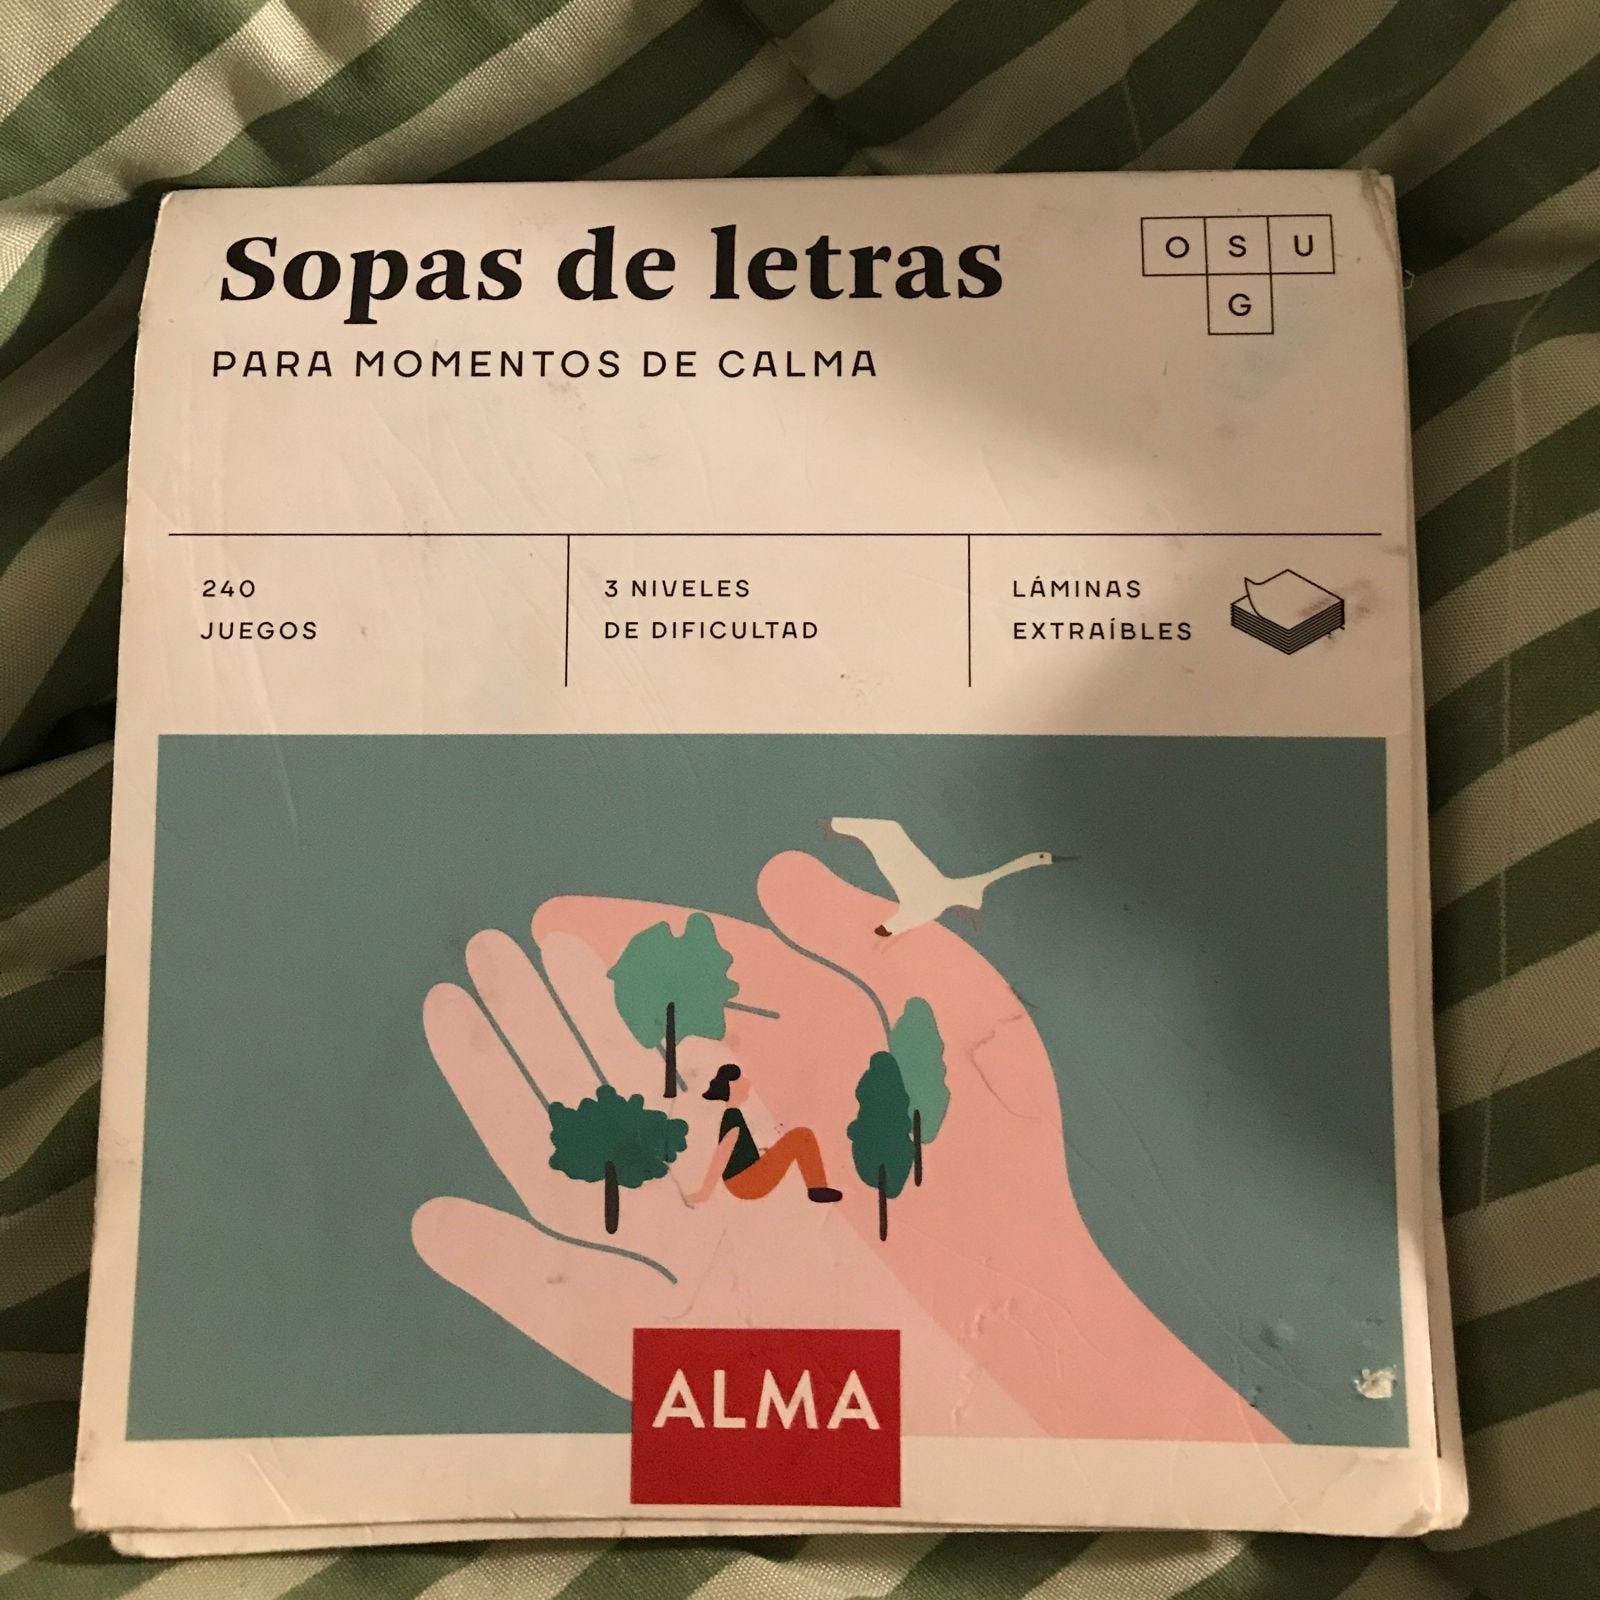 Sopas de letras
PARA MOMENTOS DE CALMA
O S U
G
240
JUEGOS
3 NIVELES
DE DIFICULTAD
LÁMINAS
EXTRAÍBLES
ALMA